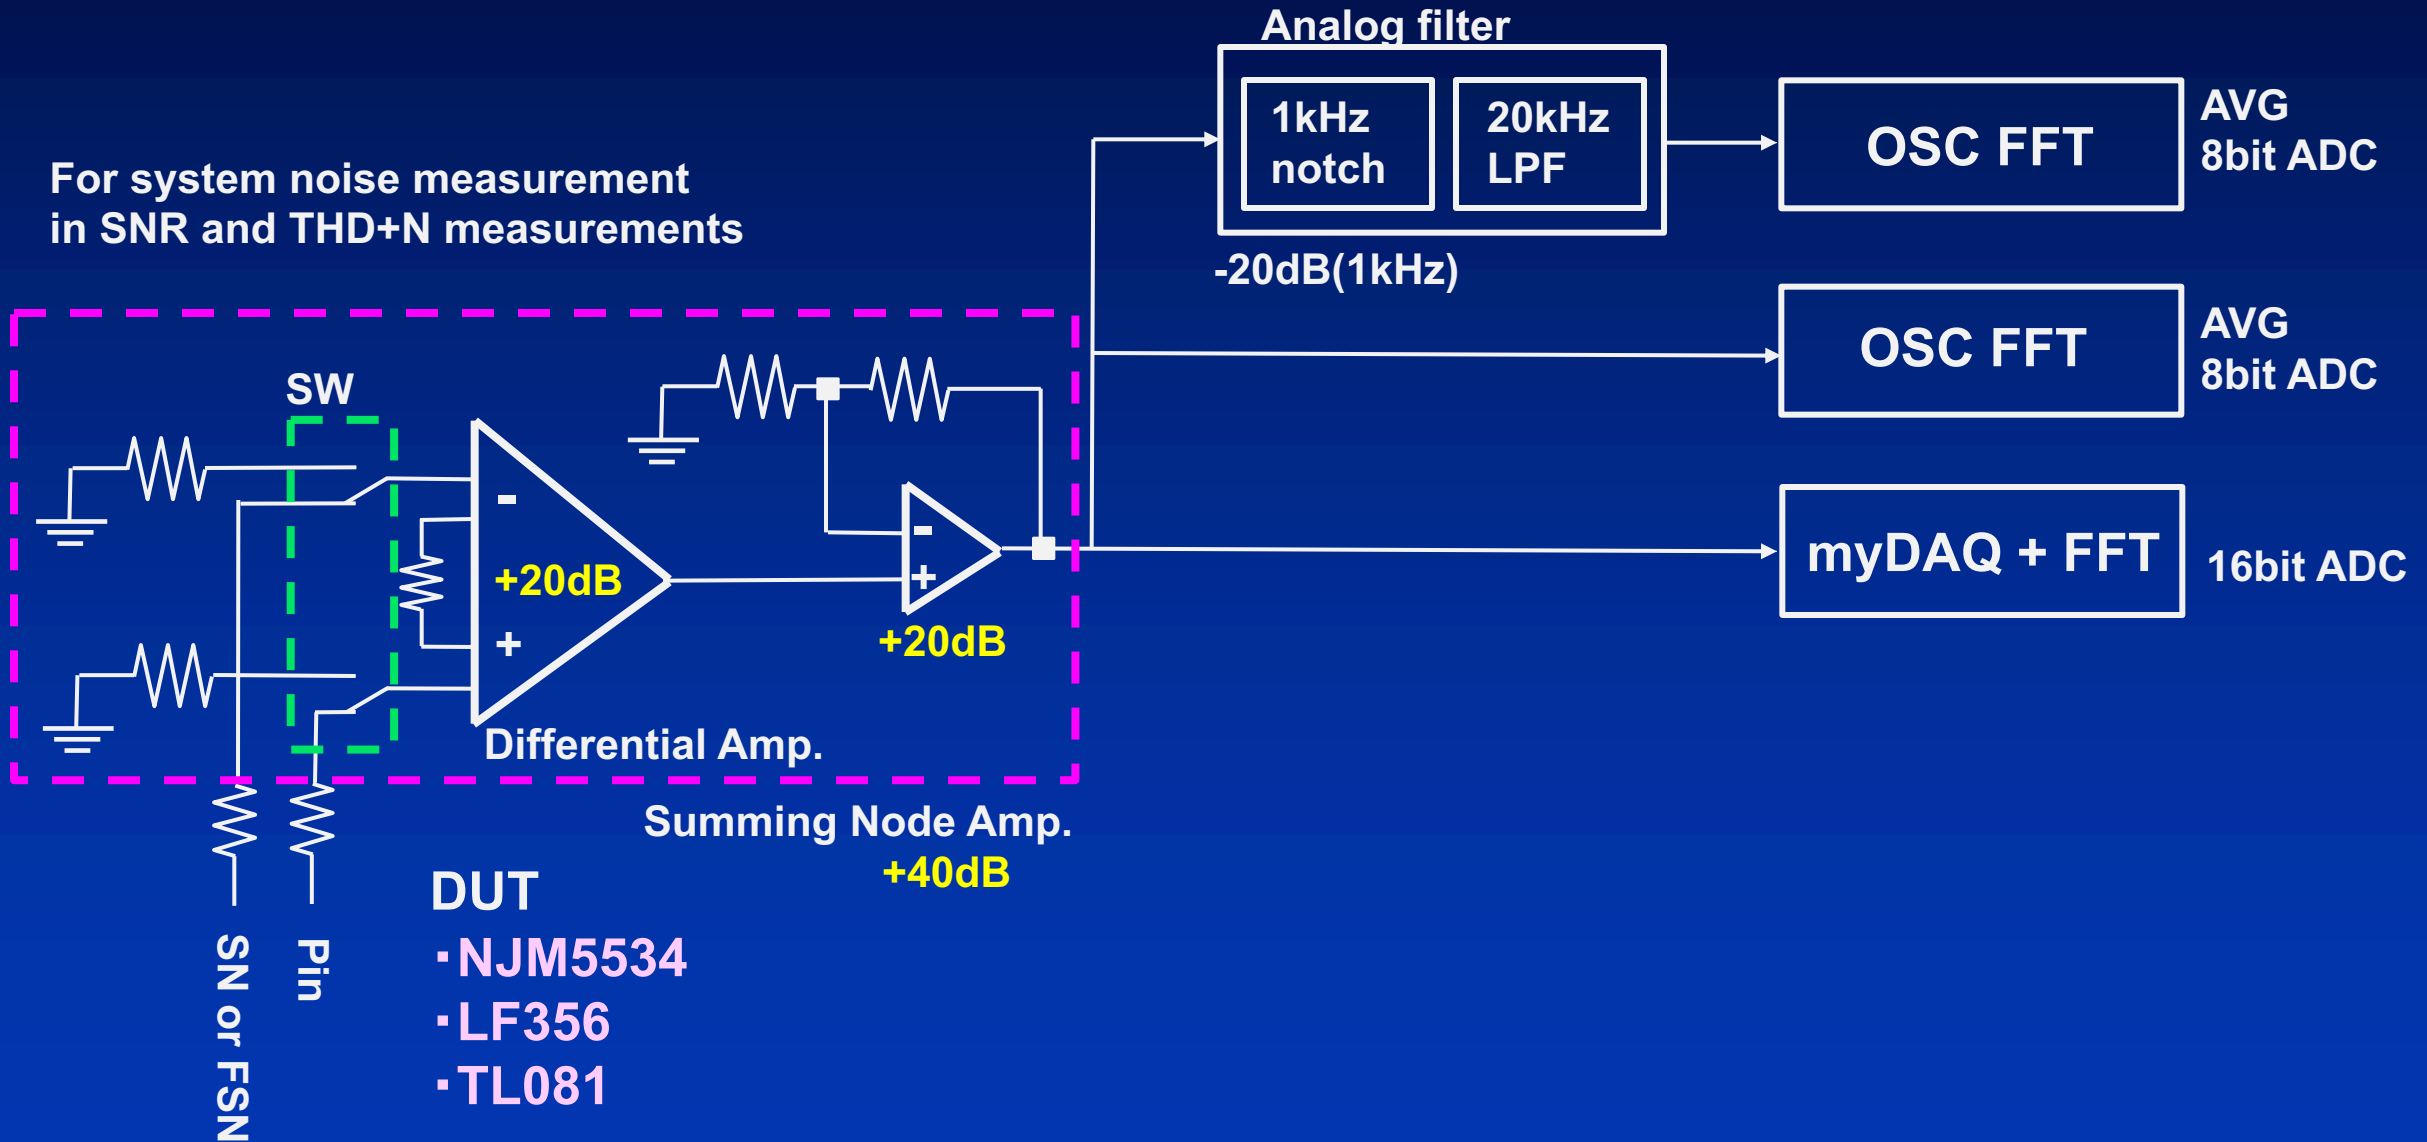 Analog filter
1kHz
notch
20kHz
LPF
-20dB(1kHz)
OSC FFT
AVG
8bit ADC
For system noise measurement
in SNR and THD+N measurements
OSC FFT
AVG
8bit ADC
myDAQ + FFT
16bit ADC
SW
-
+20dB
+
Differential Amp.
-
+
+20dB
Summing Node Amp.
+40dB
SN or FSN
Pin
DUT
・NJM5534
・LF356
・TL081